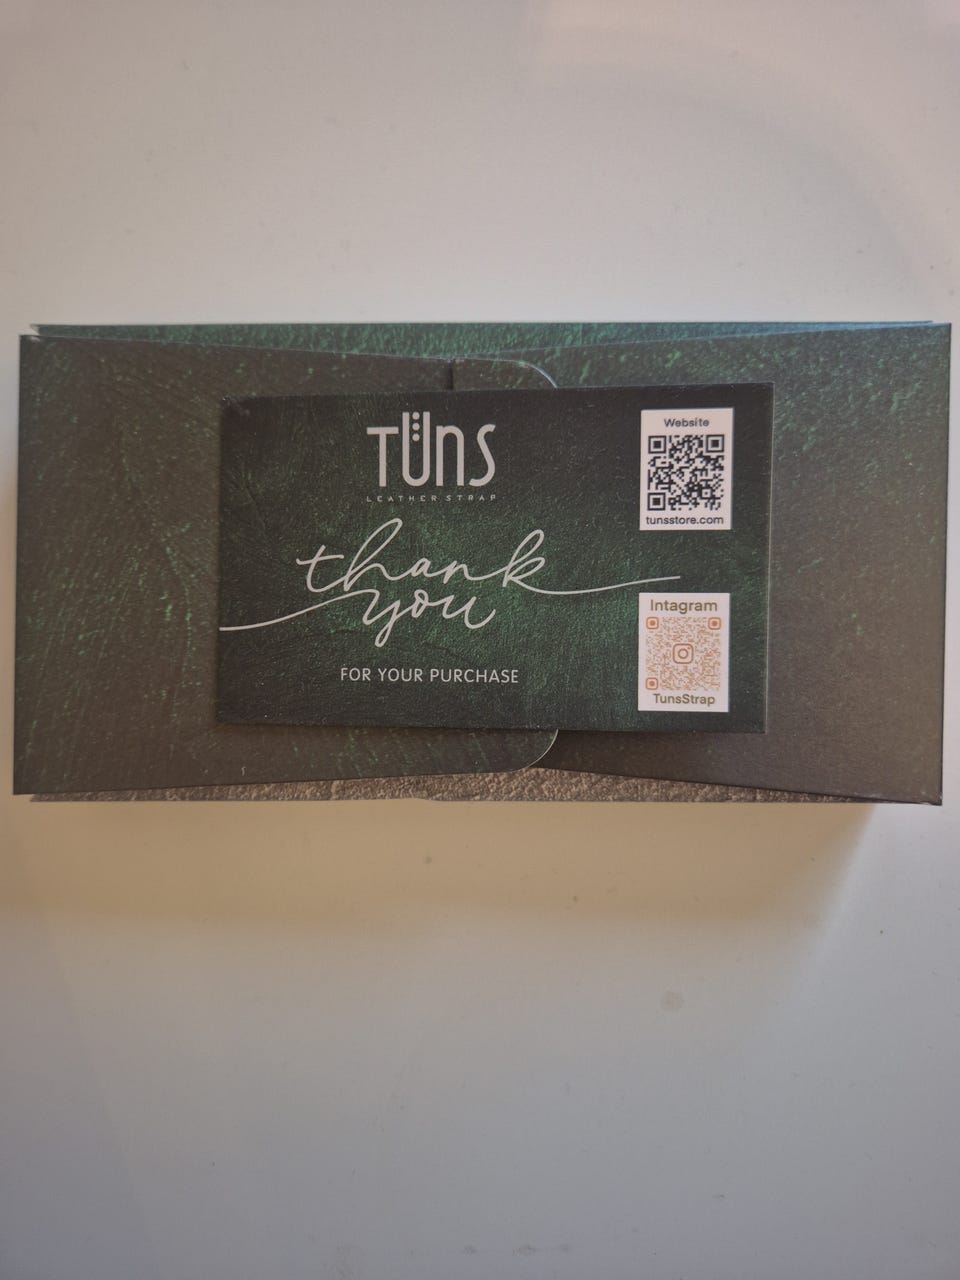 TÜnS
LEATHER STRAP
thank
you
FOR YOUR PURCHASE
Website
tunsstore.com
Intagram
TunsStrap